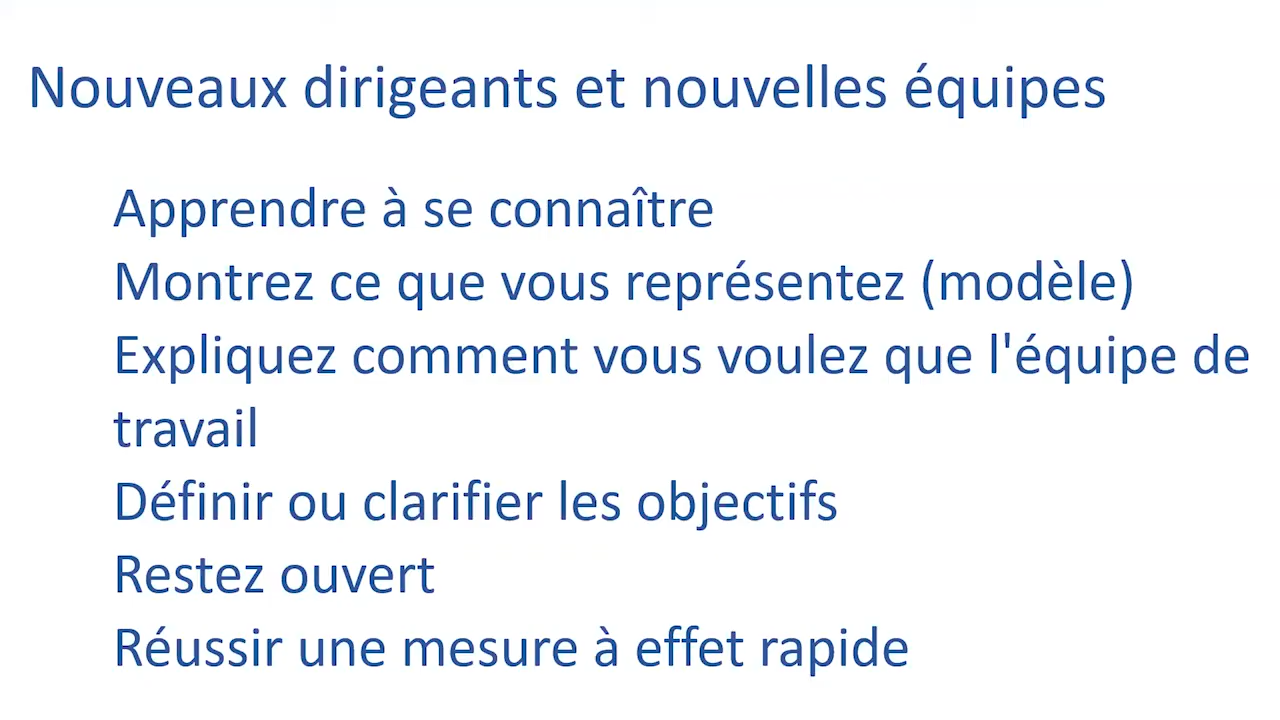 Nouveaux dirigeants et nouvelles équipes
Apprendre à se connaître
Montrez ce que vous représentez (modèle)
Expliquez comment vous voulez que l'équipe de
travail
Définir ou clarifier les objectifs
Restez ouvert
Réussir une mesure à effet rapide